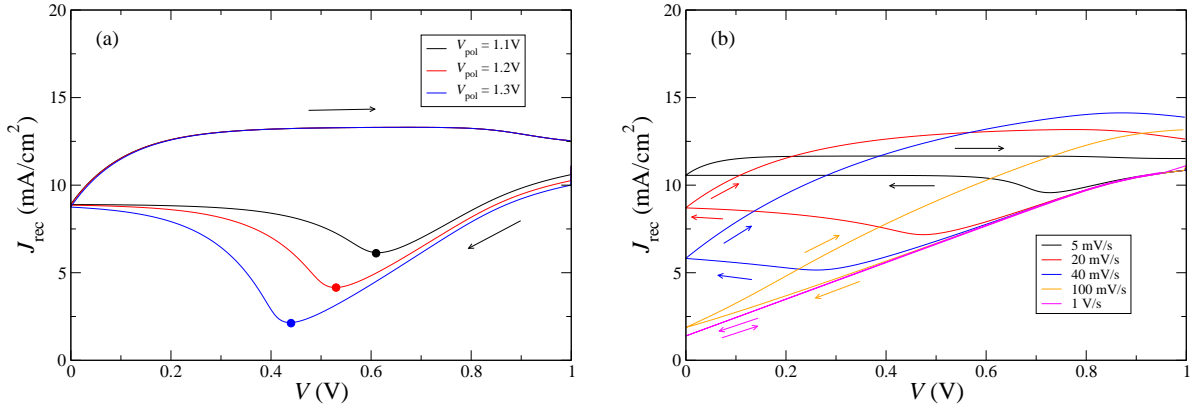 (a)
V_pol = 1.1V
V_pol = 1.2V
V_pol = 1.3V
J_rec (mA/cm^2)
20
15
10
5
0
0 0.2 0.4 0.6 0.8 1
V (V)
(b)
5 mV/s
20 mV/s
40 mV/s
100 mV/s
1 V/s
J_rec (mA/cm^2)
20
15
10
5
0
0 0.2 0.4 0.6 0.8 1
V (V)